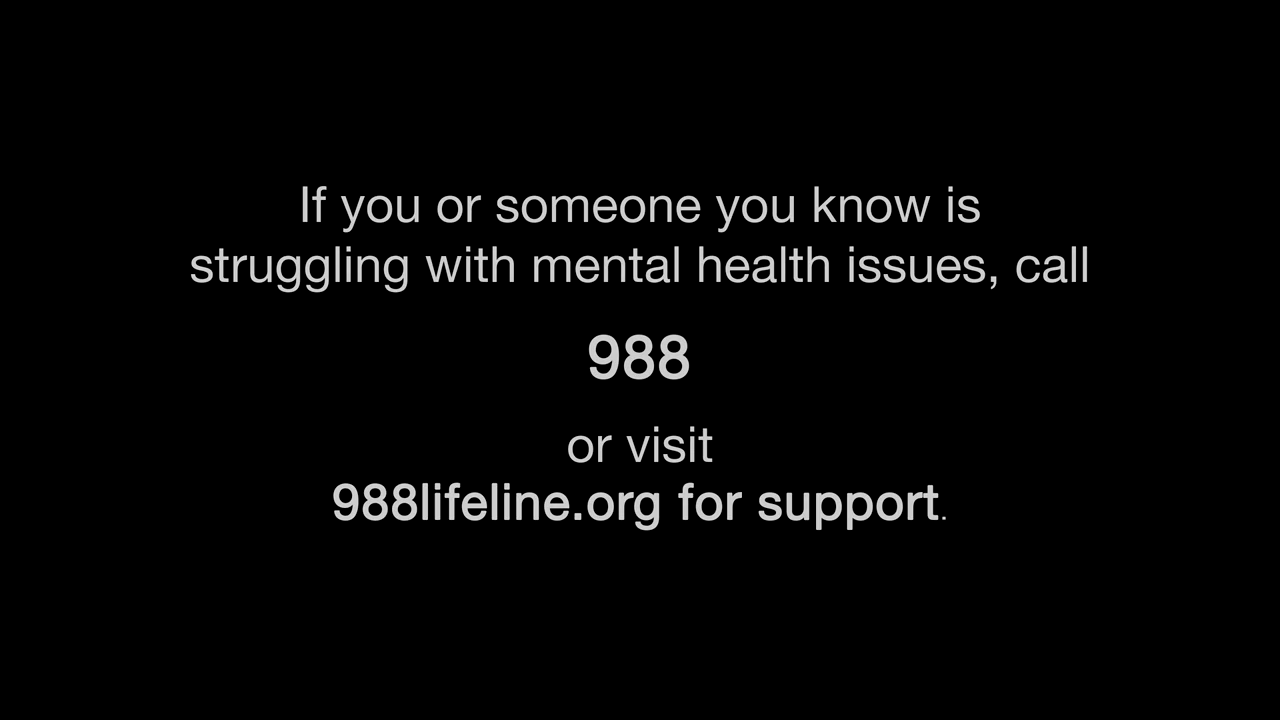 If you or someone you know is
struggling with mental health issues, call
988
or visit
988lifeline.org for support.